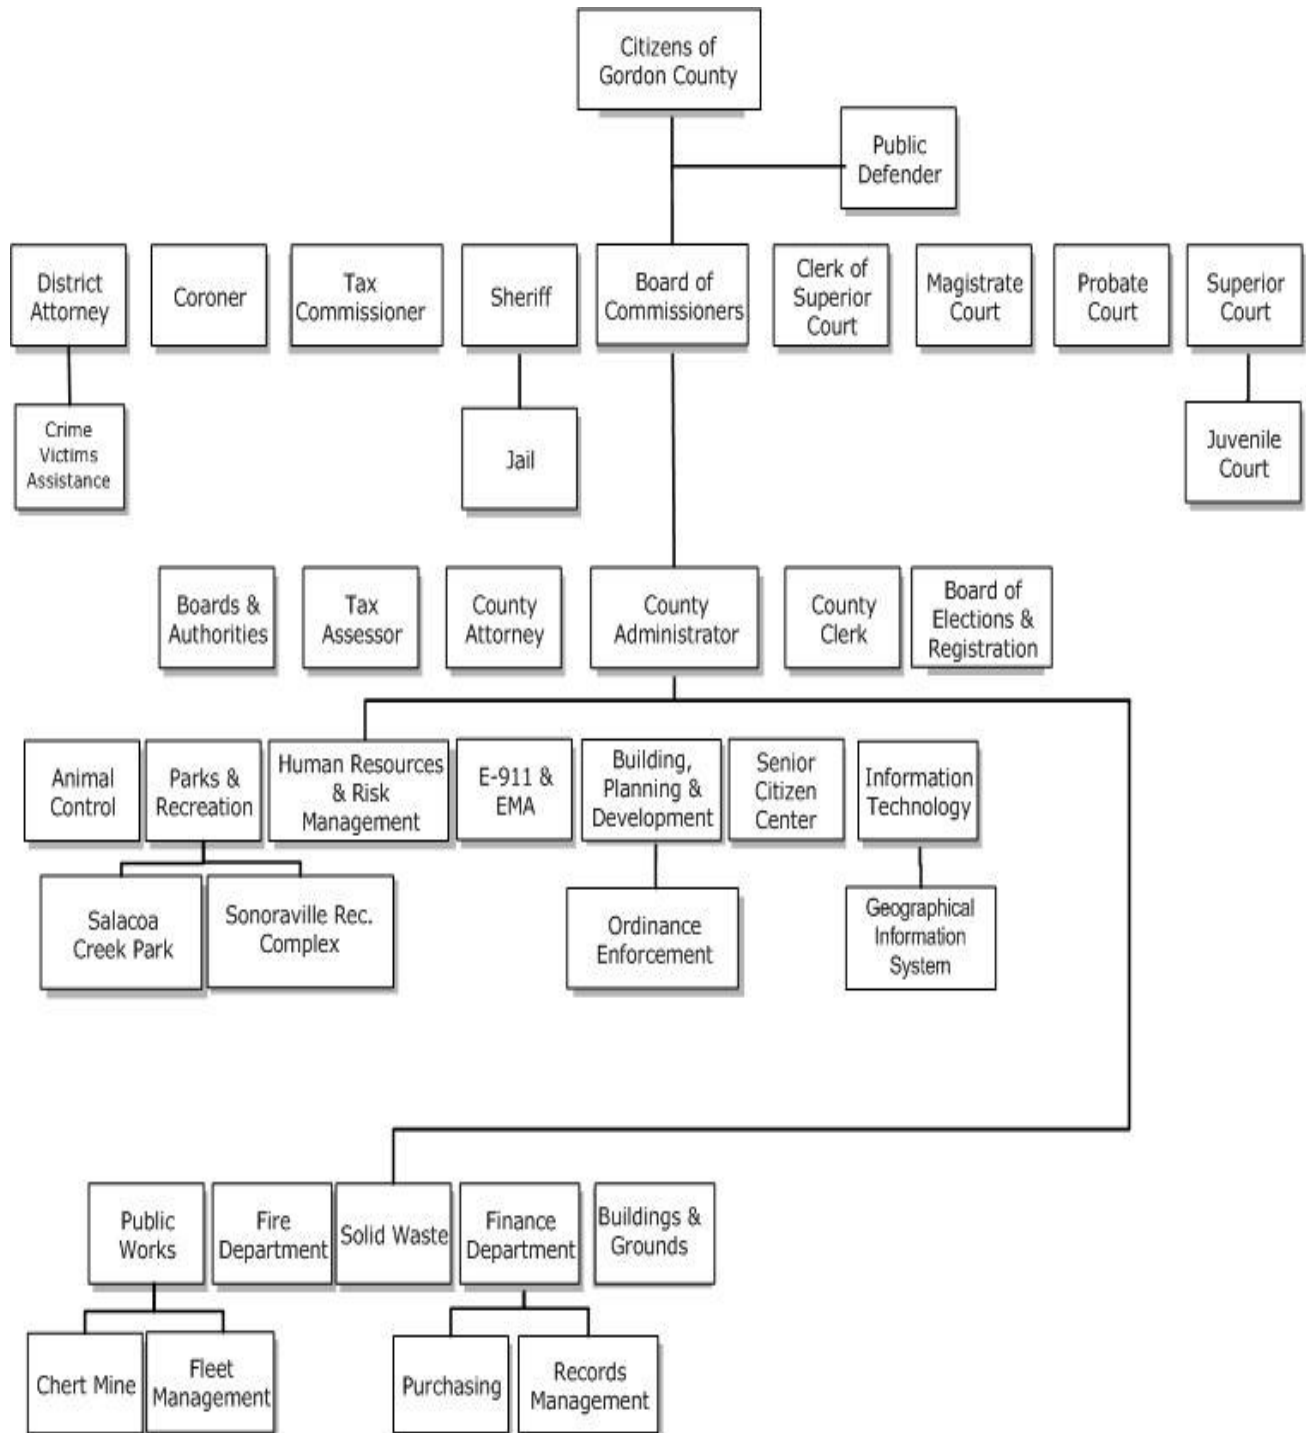 Citizens of
Gordon County
Public
Defender
District
Attorney
Coroner
Tax
Commissioner
Sheriff
Board of
Commissioners
Clerk of
Superior
Court
Magistrate
Court
Probate
Court
Superior
Court
Crime
Victims
Assistance
Jail
Juvenile
Court
Boards &
Authorities
Tax
Assessor
County
Attorney
County
Administrator
County
Clerk
Board of
Elections &
Registration
Animal
Control
Parks &
Recreation
Human Resources
& Risk
Management
E-911 &
EMA
Building,
Planning &
Development
Senior
Citizen
Center
Information
Technology
Salacoa
Creek Park
Sonoraville Rec.
Complex
Ordinance
Enforcement
Geographical
Information
System
Public
Works
Fire
Department
Solid Waste
Finance
Department
Buildings &
Grounds
Chert Mine
Fleet
Management
Purchasing
Records
Management